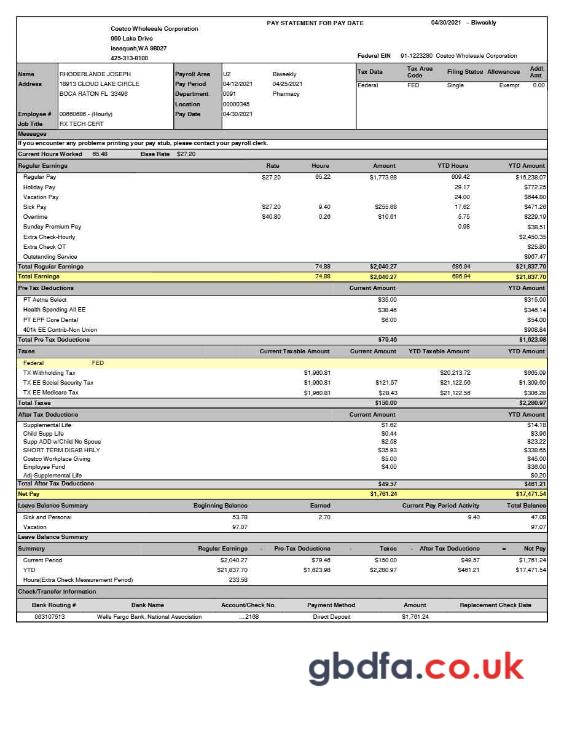 PAY STATEMENT FOR PAY DATE 04/30/2021 - Biweekly
Costco Wholesale Corporation
999 Lake Drive
Issaquah,WA 98027
425-313-8100
Federal EIN 91-1223280 Costco Wholesale Corporation
Name RHODERLANDE JOSEPH Payroll Area U2 Biweekly Tax Data Tax Area Code Filing Status Allowances Addl. Amt.
Address 18913 CLOUD LAKE CIRCLE Pay Period 04/12/2021 04/25/2021 Federal FED Single Exempt 0.00
BOCA RATON FL 33496 Department 0091 Pharmacy
Location 00000346
Employee # - (Hourly) Pay Date 04/30/2021
Job Title RX TECH CERT
Messages
If you encounter any problems printing your pay stub, please contact your payroll clerk.
Current Hours Worked 65.48 Base Rate $27.20
Regular Earnings Rate Hours Amount YTD Hours YTD Amount
Regular Pay $27.20 65.22 $1,773.98 609.42 $16,238.07
Holiday Pay 29.17 $772.25
Vacation Pay 24.00 $644.80
Sick Pay $27.20 9.40 $255.68 17.62 $471.26
Overtime $40.80 0.26 $10.61 5.75 $229.19
Sunday Premium Pay 0.98 $38.51
Extra Check-Hourly $2,450.35
Extra Check OT $25.80
Outstanding Service $967.47
Total Regular Earnings 74.88 $2,040.27 686.94 $21,837.70
Total Earnings 74.88 $2,040.27 686.94 $21,837.70
Pre Tax Deductions Current Amount YTD Amount
PT Aetna Select $35.00 $315.00
Health Spending All EE $38.46 $346.14
PT EPP Core Dental $6.00 $54.00
401k EE Contrib-Non Union $908.84
Total Pre Tax Deductions $79.46 $1,623.98
Taxes Current Taxable Amount Current Amount YTD Taxable Amount YTD Amount
Federal FED
TX Withholding Tax $1,960.81 $20,213.72 $665.09
TX EE Social Security Tax $1,960.81 $121.57 $21,122.56 $1,309.60
TX EE Medicare Tax $1,960.81 $28.43 $21,122.56 $306.28
Total Taxes $150.00 $2,280.97
After Tax Deductions Current Amount YTD Amount
Supplemental Life $1.62 $14.18
Child Supp Life $0.44 $3.96
Supp ADD w/Child No Spous $2.58 $23.22
SHORT TERM DISAB HRLY $35.93 $338.65
Costco Workplace Giving $5.00 $45.00
Employee Fund $4.00 $36.00
Adj-Supplemental Life $0.20
Total After Tax Deductions $49.57 $461.21
Net Pay $1,761.24 $17,471.54
Leave Balance Summary Beginning Balance Earned Current Pay Period Activity Total Balance
Sick and Personal 53.78 2.70 9.40 47.08
Vacation 97.07 97.07
Leave Balance Summary
Summary Regular Earnings - Pre-Tax Deductions - Taxes - After Tax Deductions = Net Pay
Current Period $2,040.27 $79.46 $150.00 $49.57 $1,761.24
YTD $21,837.70 $1,623.98 $2,280.97 $461.21 $17,471.54
Hours(Extra Check Measurement Period) 233.58
Check/Transfer Information
Bank Routing # Bank Name Account/Check No. Payment Method Amount Replacement Check Date
063107513 Wells Fargo Bank, National Association ...2168 Direct Deposit $1,761.24
gbdfa.co.uk